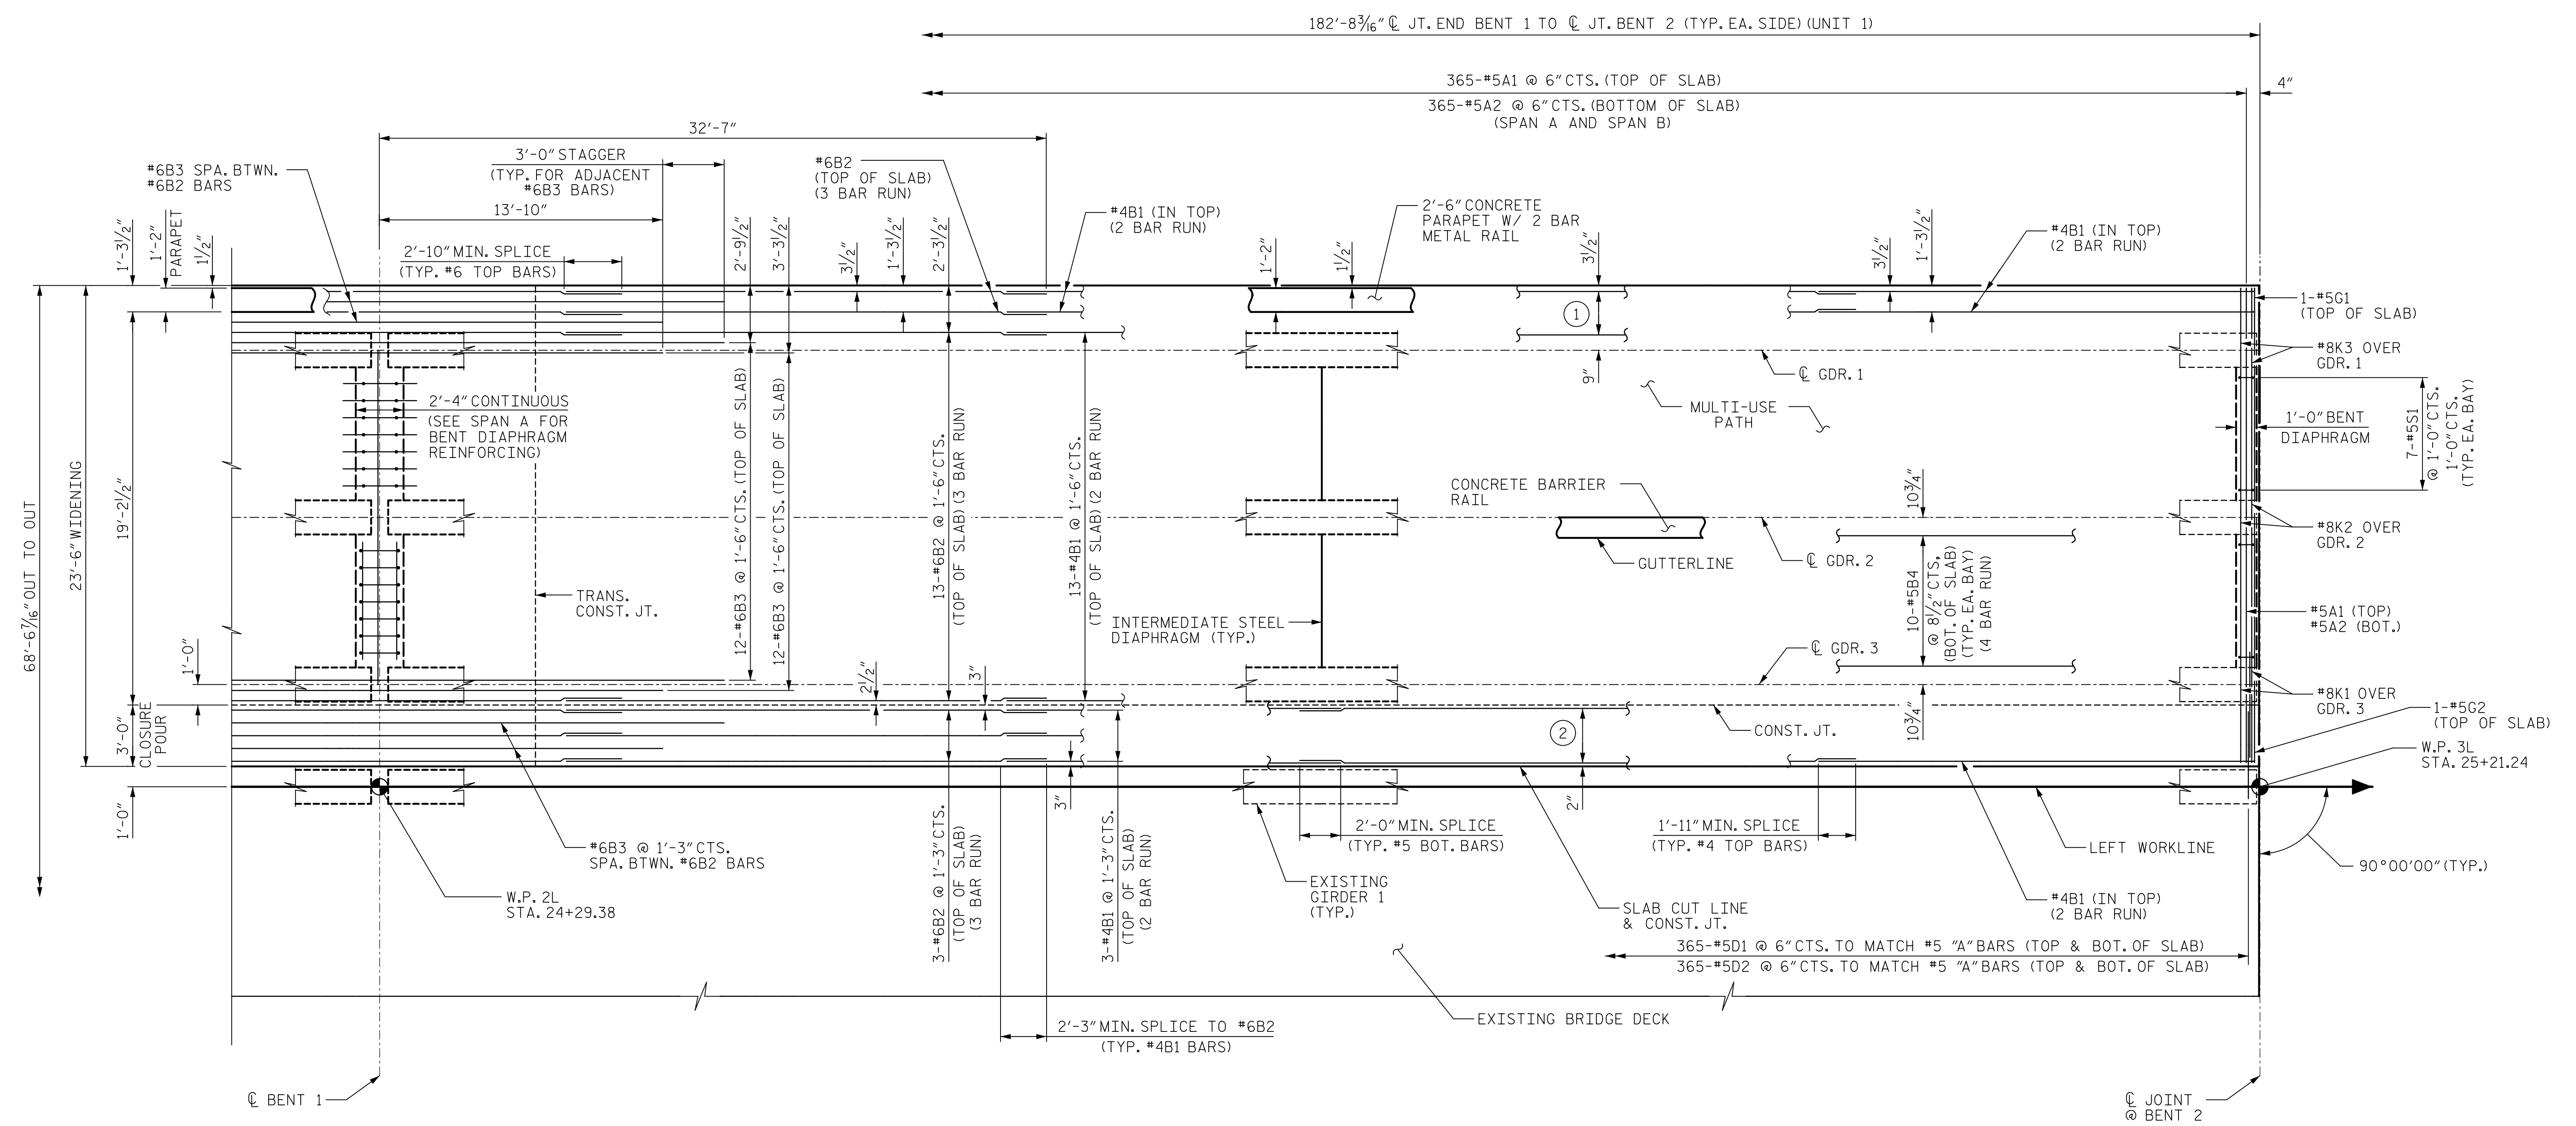 182'-8 3/16" ℄ JT. END BENT 1 TO ℄ JT. BENT 2 (TYP. EA. SIDE) (UNIT 1)
365-#5A1 @ 6" CTS. (TOP OF SLAB)
365-#5A2 @ 6" CTS. (BOTTOM OF SLAB)
(SPAN A AND SPAN B)
4"
32'-7"
3'-0" STAGGER
(TYP. FOR ADJACENT
#6B3 BARS)
13'-10"
#6B3 SPA. BTWN.
#6B2 BARS
#6B2
(TOP OF SLAB)
(3 BAR RUN)
#4B1 (IN TOP)
(2 BAR RUN)
2'-6" CONCRETE
PARAPET W/ 2 BAR
METAL RAIL
#4B1 (IN TOP)
(2 BAR RUN)
1'-3 1/2"
1'-2"
PARAPET
1 1/2"
2'-10" MIN. SPLICE
(TYP. #6 TOP BARS)
2'-9 1/2"
3'-3 1/2"
3 1/2"
1'-3 1/2"
2'-3 1/2"
1'-2"
1 1/2"
3 1/2"
3 1/2"
1'-3 1/2"
1
9"
℄ GDR. 1
1-#5G1
(TOP OF SLAB)
#8K3 OVER
GDR. 1
7-#5S1
@ 1'-0" CTS.
1'-0" CTS.
(TYP. EA. BAY)
1'-0" BENT
DIAPHRAGM
2'-4" CONTINUOUS
(SEE SPAN A FOR
BENT DIAPHRAGM
REINFORCING)
MULTI-USE
PATH
CONCRETE BARRIER
RAIL
GUTTERLINE
℄ GDR. 2
10 3/4"
10-#5B4
@ 8 1/2" CTS.
(BOT. OF SLAB)
(TYP. EA. BAY)
(4 BAR RUN)
10 3/4"
#8K2 OVER
GDR. 2
#5A1 (TOP)
#5A2 (BOT.)
12-#6B3 @ 1'-6" CTS. (TOP OF SLAB)
12-#6B3 @ 1'-6" CTS. (TOP OF SLAB)
13-#6B2 @ 1'-6" CTS.
(TOP OF SLAB) (3 BAR RUN)
13-#4B1 @ 1'-6" CTS.
(TOP OF SLAB) (2 BAR RUN)
68'-6 7/16" OUT TO OUT
23'-6" WIDENING
19'-2 1/2"
1'-0"
3'-0"
CLOSURE
POUR
1'-0"
TRANS.
CONST. JT.
INTERMEDIATE STEEL
DIAPHRAGM (TYP.)
℄ GDR. 3
2 1/2"
3"
CONST. JT.
2
#8K1 OVER
GDR. 3
1-#5G2
(TOP OF SLAB)
W.P. 3L
STA. 25+21.24
3"
2"
3-#6B2 @ 1'-3" CTS.
(TOP OF SLAB)
(3 BAR RUN)
3-#4B1 @ 1'-3" CTS.
(TOP OF SLAB)
(2 BAR RUN)
#6B3 @ 1'-3" CTS.
SPA. BTWN. #6B2 BARS
W.P. 2L
STA. 24+29.38
2'-0" MIN. SPLICE
(TYP. #5 BOT. BARS)
1'-11" MIN. SPLICE
(TYP. #4 TOP BARS)
LEFT WORKLINE
90°00'00" (TYP.)
EXISTING
GIRDER 1
(TYP.)
SLAB CUT LINE
& CONST. JT.
#4B1 (IN TOP)
(2 BAR RUN)
365-#5D1 @ 6" CTS. TO MATCH #5 "A" BARS (TOP & BOT. OF SLAB)
365-#5D2 @ 6" CTS. TO MATCH #5 "A" BARS (TOP & BOT. OF SLAB)
EXISTING BRIDGE DECK
2'-3" MIN. SPLICE TO #6B2
(TYP. #4B1 BARS)
℄ BENT 1
℄ JOINT
@ BENT 2